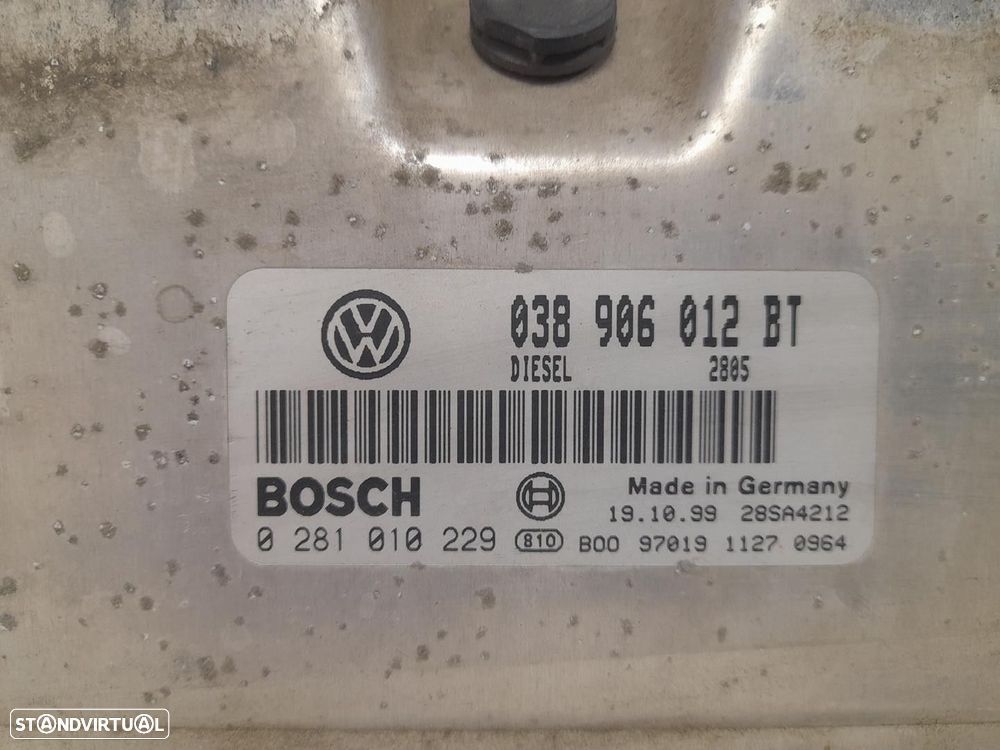 038 906 012 BT
DIESEL 2805
BOSCH
Made in Germany
19.10.99 28SA4212
0 281 010 229 810 B00 97019 1127 0964
STANDVIRTUAL